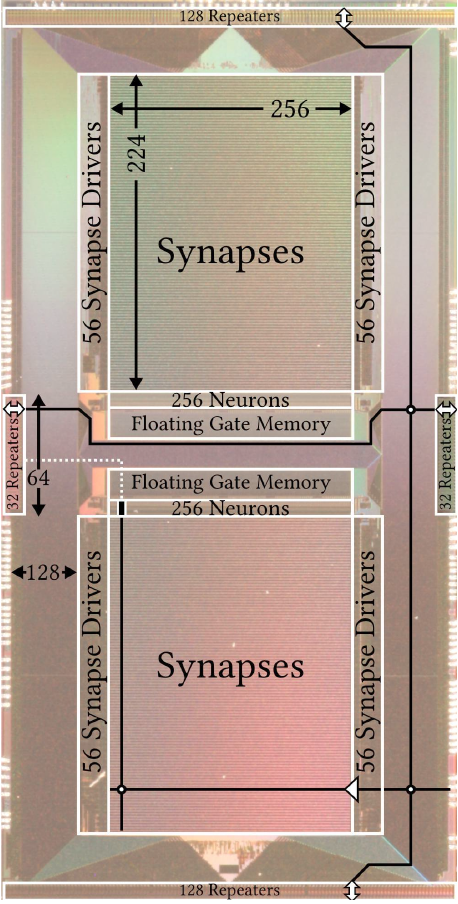 128 Repeaters
256
224
56 Synapse Drivers
Synapses
56 Synapse Drivers
256 Neurons
Floating Gate Memory
32 Repeaters
64
32 Repeaters
Floating Gate Memory
256 Neurons
128
56 Synapse Drivers
Synapses
56 Synapse Drivers
128 Repeaters